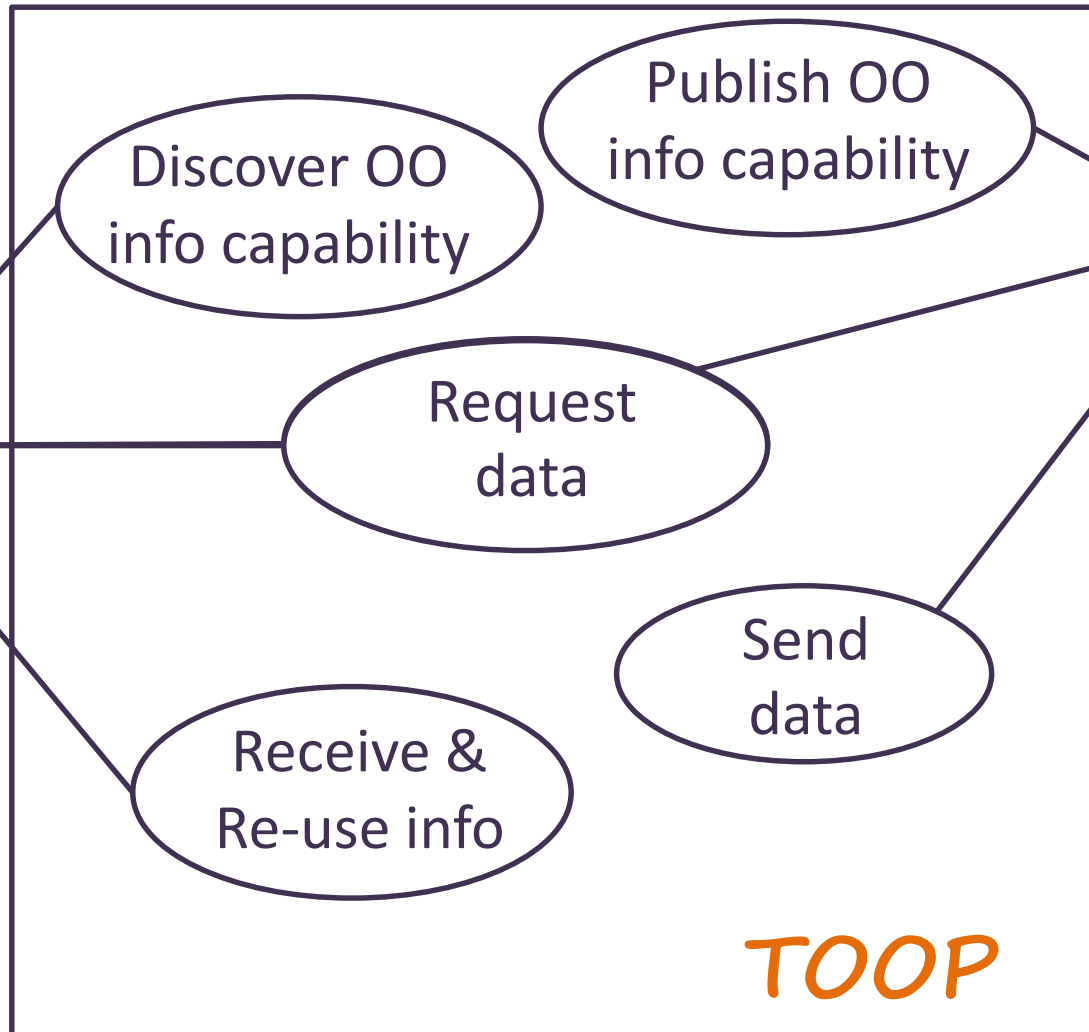 Publish OO
info capability
Discover OO
info capability
Request
data
Send
data
Receive &
Re-use info
TOOP